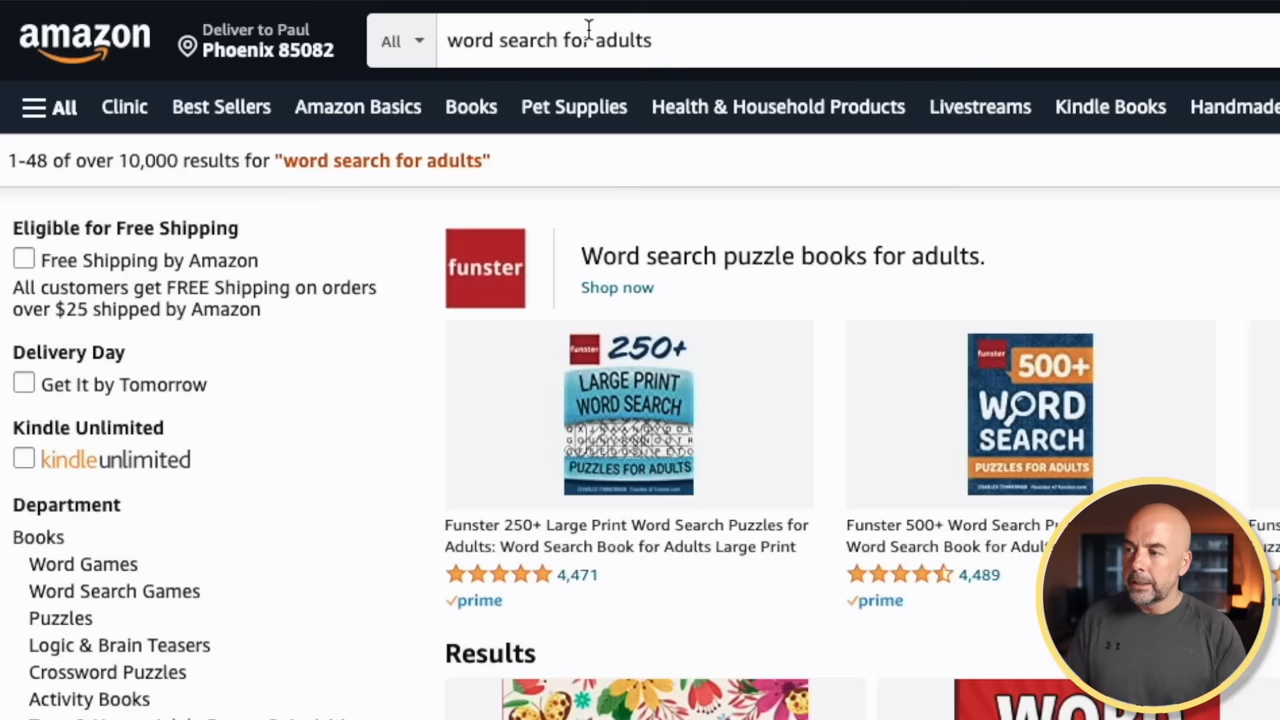 amazon
Deliver to Paul
Phoenix 85082
All
word search for adults
All Clinic Best Sellers Amazon Basics Books Pet Supplies Health & Household Products Livestreams Kindle Books Handmade
1-48 of over 10,000 results for "word search for adults"
Eligible for Free Shipping
Free Shipping by Amazon
All customers get FREE Shipping on orders
over $25 shipped by Amazon
Delivery Day
Get It by Tomorrow
Kindle Unlimited
kindleunlimited
Department
Books
Word Games
Word Search Games
Puzzles
Logic & Brain Teasers
Crossword Puzzles
Activity Books
funster
Word search puzzle books for adults.
Shop now
funster 250+
LARGE PRINT
WORD SEARCH
PUZZLES FOR ADULTS
Funster 250+ Large Print Word Search Puzzles for
Adults: Word Search Book for Adults Large Print
4,471
prime
funster
500+
WORD
SEARCH
PUZZLES FOR ADULTS
Funster 500+ Word Search
Word Search Book for
4,489
prime
Results
WORD